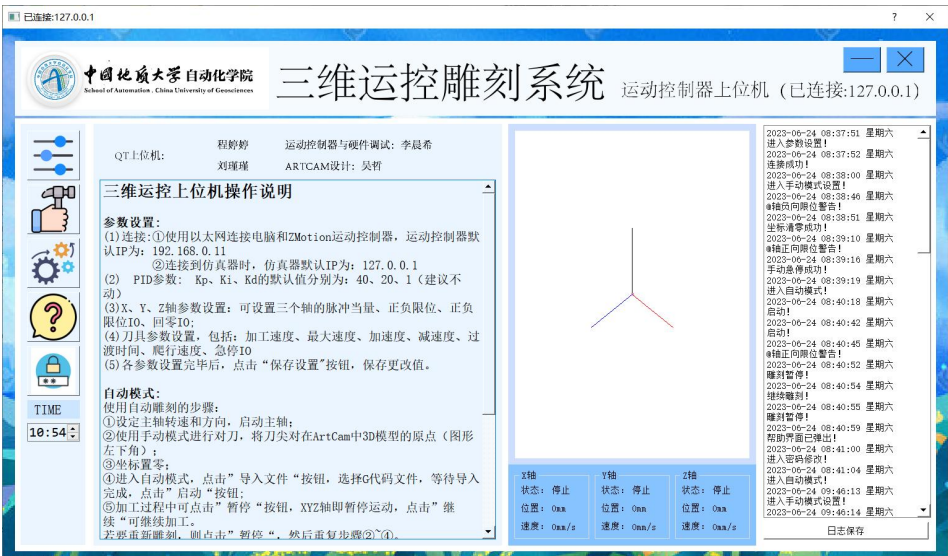 已连接:127.0.0.1
中国地质大学 自动化学院
School of Automation . China University of Geosciences
三维运控雕刻系统
运动控制器上位机 (已连接:127.0.0.1)
QT上位机:
程婷婷
运动控制器与硬件调试: 李晨希
刘瑾瑾
ARTCAM设计: 吴哲
三维运控上位机操作说明
参数设置:
(1)连接:①使用以太网连接电脑和ZMotion运动控制器, 运动控制器默
认IP为: 192.168.0.11
②连接到仿真器时, 仿真器默认IP为: 127.0.0.1
(2) PID参数: Kp、Ki、Kd的默认值分别为: 40、20、1 (建议不
动)
(3)X、Y、Z轴参数设置: 可设置三个轴的脉冲当量、正负限位、正负
限位IO、回零IO;
(4)刀具参数设置, 包括: 加工速度、最大速度、加速度、减速度、过
渡时间、爬行速度、急停IO
(5)各参数设置完毕后, 点击“保存设置”按钮, 保存更改值。
自动模式:
使用自动雕刻的步骤:
①设定主轴转速和方向, 启动主轴;
②使用手动模式进行对刀, 将刀尖对在ArtCam中3D模型的原点 (图形
左下角) ;
③坐标置零;
④进入自动模式, 点击”导入文件“按钮, 选择G代码文件, 等待导入
完成, 点击”启动“按钮;
⑤加工过程中可点击”暂停“按钮, XYZ轴即暂停运动, 点击”继
续“可继续加工。
若要重新雕刻, 则点击”暂停“, 然后重复步骤②~④。
TIME
10:54
X轴
状态: 停止
位置: 0mm
速度: 0mm/s
Y轴
状态: 停止
位置: 0mm
速度: 0mm/s
Z轴
状态: 停止
位置: 0mm
速度: 0mm/s
2023-06-24 08:37:51 星期六
进入参数设置!
2023-06-24 08:37:52 星期六
连接成功!
2023-06-24 08:38:00 星期六
进入手动模式设置!
2023-06-24 08:38:46 星期六
轴负向限位警告!
2023-06-24 08:38:51 星期六
坐标清零成功!
2023-06-24 08:39:10 星期六
轴正向限位警告!
2023-06-24 08:39:16 星期六
手动急停成功!
2023-06-24 08:39:19 星期六
进入自动模式!
2023-06-24 08:40:18 星期六
启动!
2023-06-24 08:40:42 星期六
启动!
2023-06-24 08:40:45 星期六
轴正向限位警告!
2023-06-24 08:40:52 星期六
雕刻暂停!
2023-06-24 08:40:54 星期六
继续雕刻!
2023-06-24 08:40:55 星期六
雕刻暂停!
2023-06-24 08:40:59 星期六
帮助界面已弹出!
2023-06-24 08:41:00 星期六
进入密码修改!
2023-06-24 08:41:04 星期六
进入自动模式!
2023-06-24 09:46:13 星期六
进入手动模式设置!
2023-06-24 09:46:14 星期六
日志保存